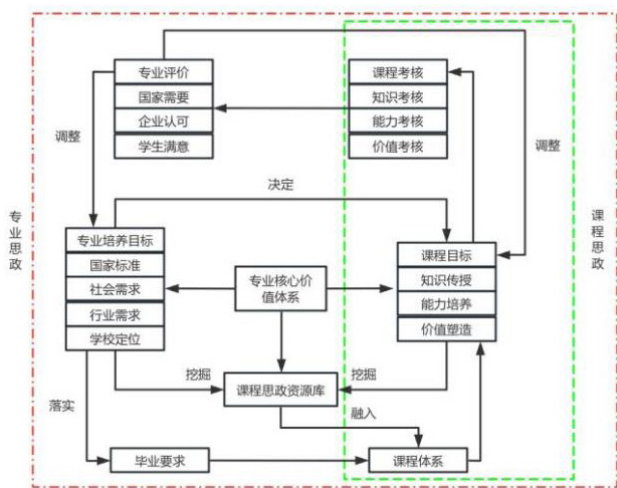 专业评价
国家需要
企业认可
学生满意
课程考核
知识考核
能力考核
价值考核
调整
调整
决定
专业思政
课程思政
专业培养目标
国家标准
社会需求
行业需求
学校定位
专业核心价
值体系
课程目标
知识传授
能力培养
价值塑造
挖掘
挖掘
课程思政资源库
落实
融入
毕业要求
课程体系